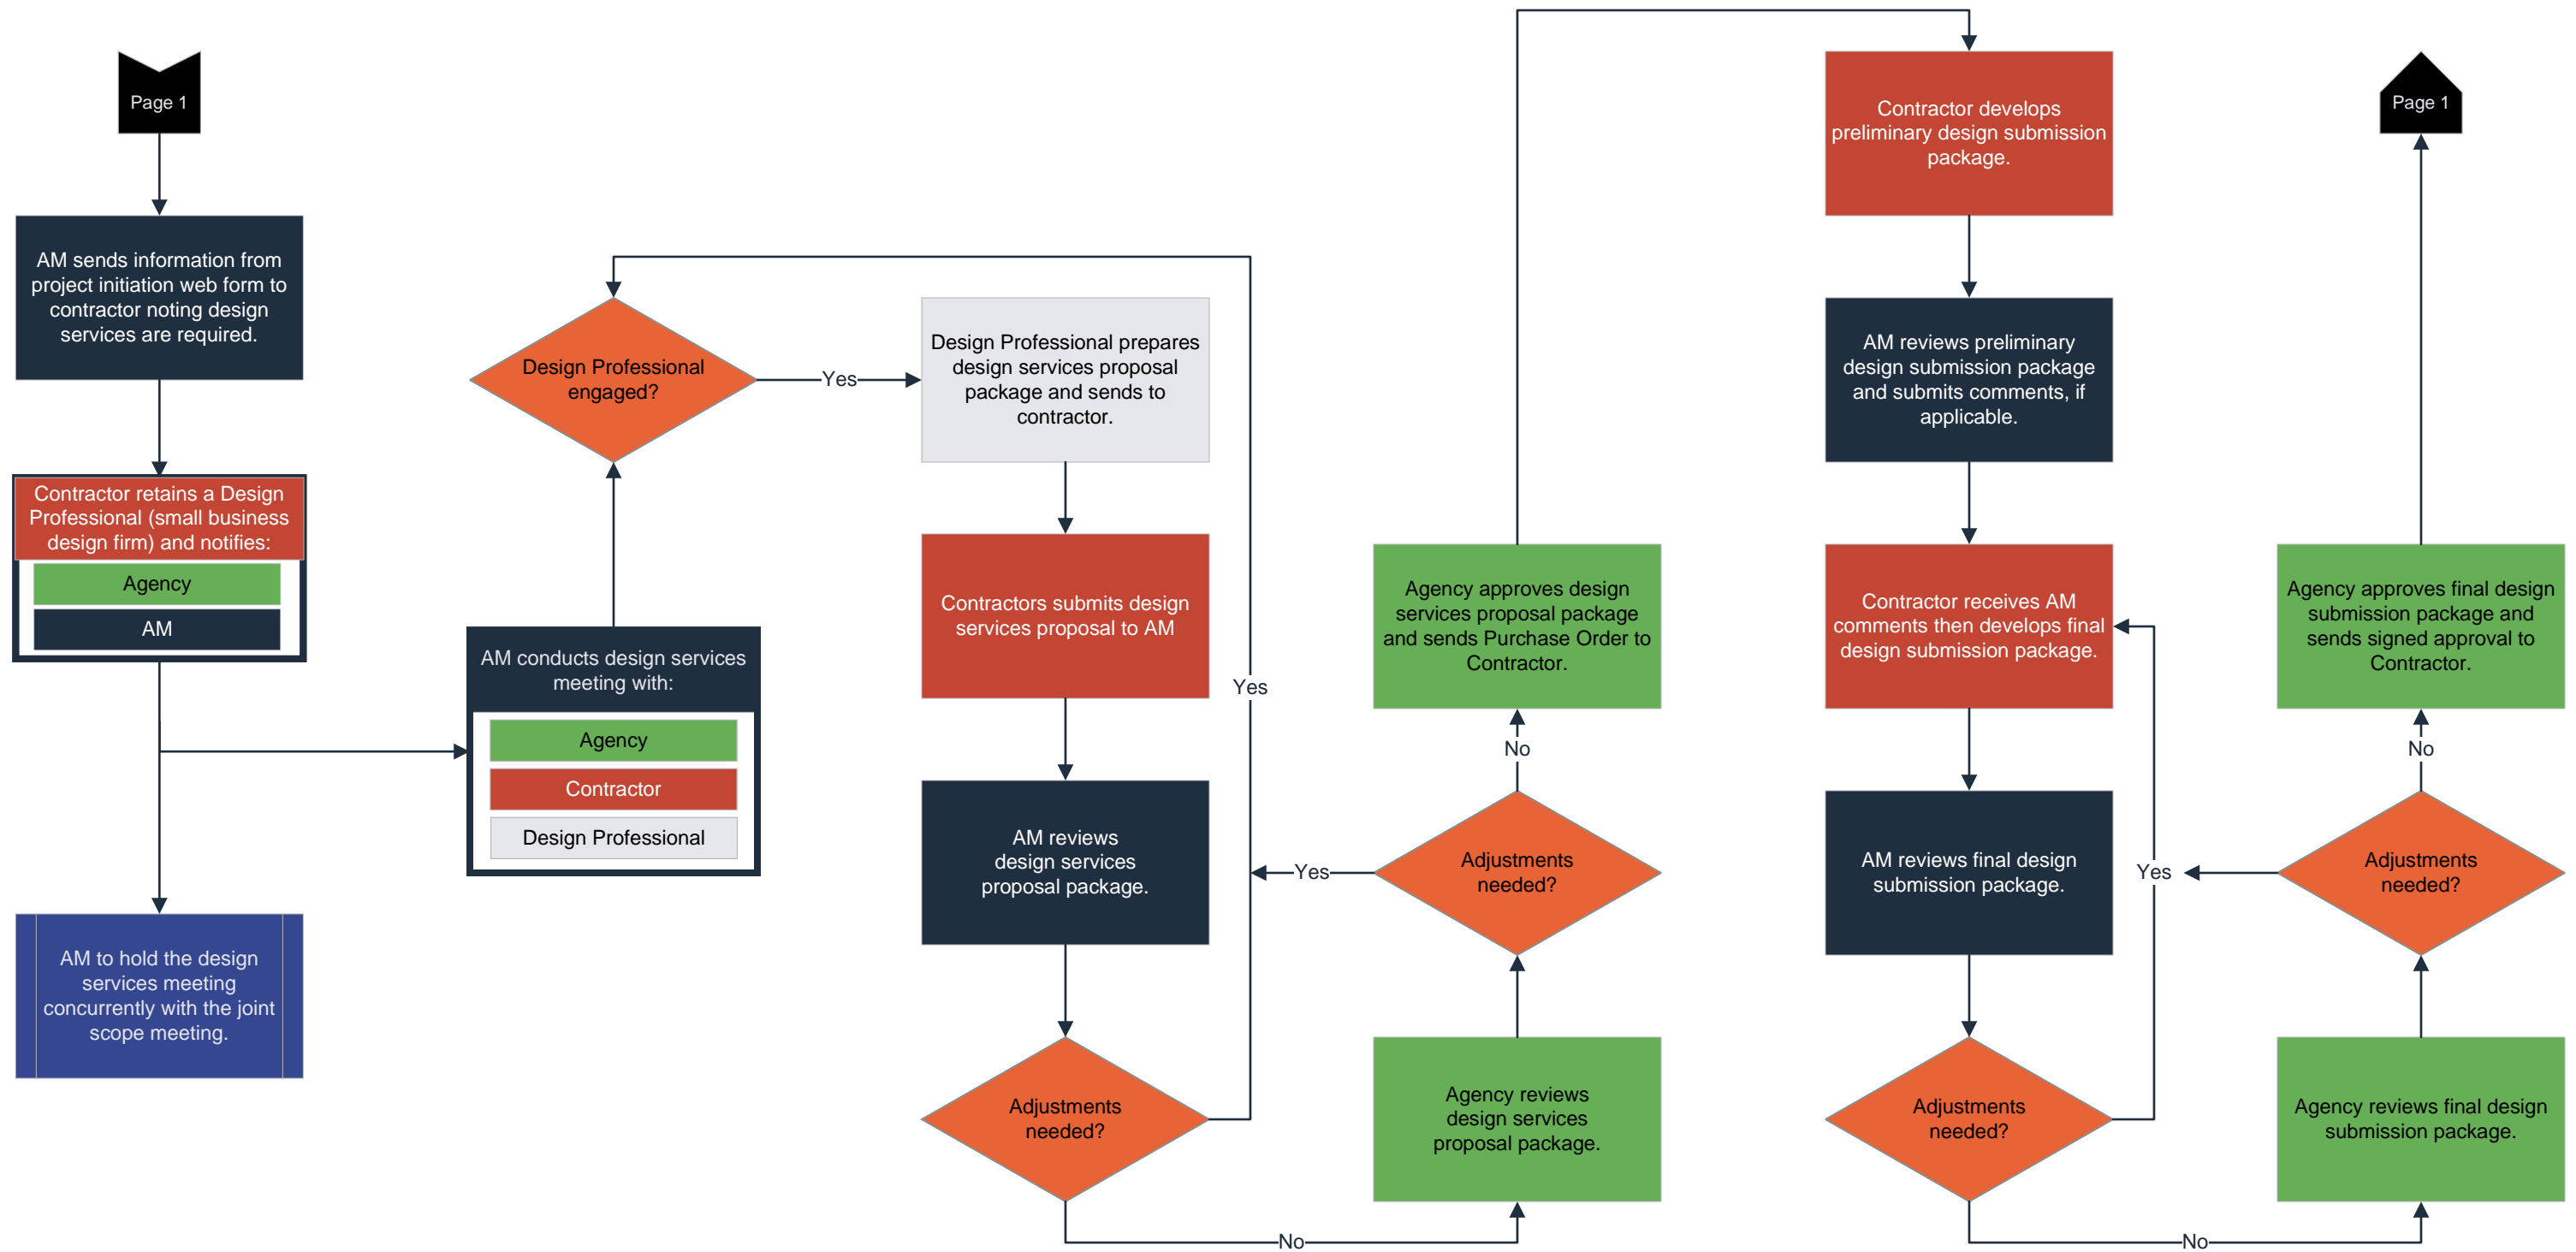 Page 1
AM sends information from
project initiation web form to
contractor noting design
services are required.
Contractor retains a Design
Professional (small business
design firm) and notifies:
Agency
AM
AM to hold the design
services meeting
concurrently with the joint
scope meeting.
AM conducts design services
meeting with:
Agency
Contractor
Design Professional
Design Professional
engaged?
Yes
Design Professional prepares
design services proposal
package and sends to
contractor.
Contractors submits design
services proposal to AM
AM reviews
design services
proposal package.
Adjustments
needed?
Yes
No
Agency reviews
design services
proposal package.
Adjustments
needed?
Yes
No
Agency approves design
services proposal package
and sends Purchase Order to
Contractor.
Contractor develops
preliminary design submission
package.
AM reviews preliminary
design submission package
and submits comments, if
applicable.
Contractor receives AM
comments then develops final
design submission package.
AM reviews final design
submission package.
Adjustments
needed?
Yes
No
Agency reviews final design
submission package.
Adjustments
needed?
No
Agency approves final design
submission package and
sends signed approval to
Contractor.
Page 1